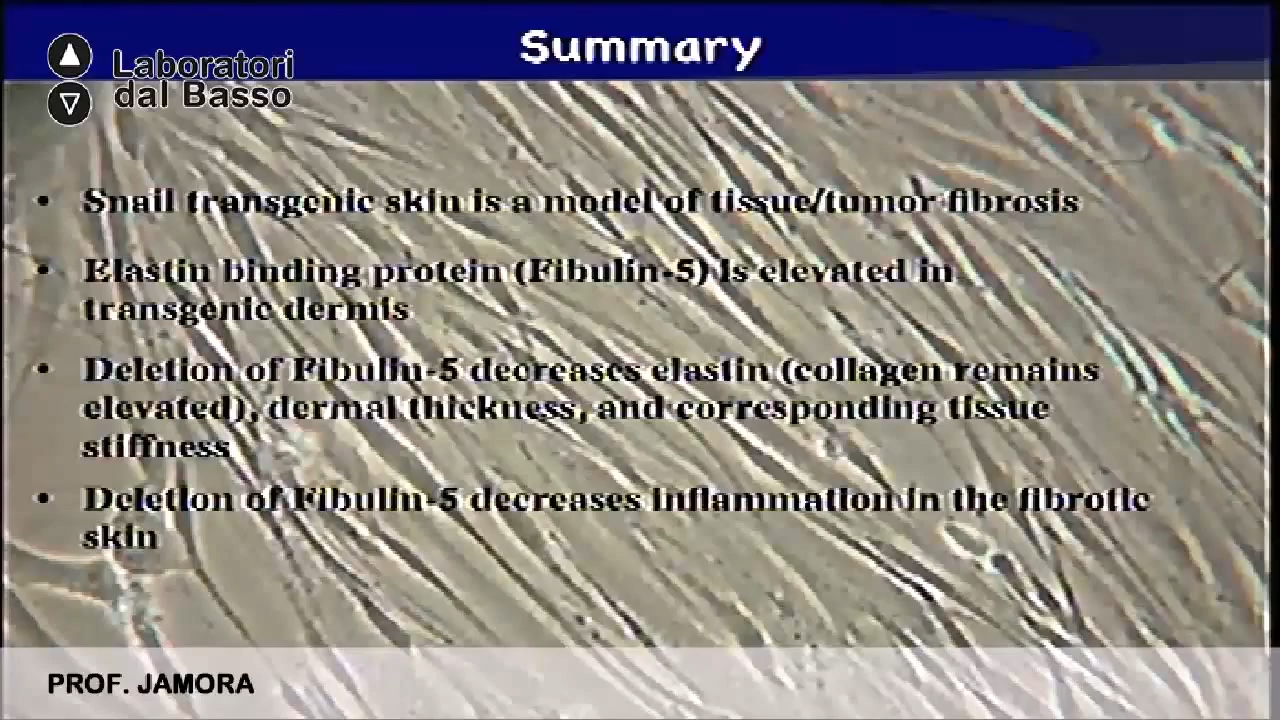 Summary
Laboratori
dal Basso
• Snail transgenic skin is a model of tissue/tumor fibrosis
• Elastin binding protein (Fibulin-5) is elevated in
transgenic dermis
• Deletion of Fibulin-5 decreases elastin (collagen remains
elevated), dermal thickness, and corresponding tissue
stiffness
• Deletion of Fibulin-5 decreases inflammation in the fibrotic
skin
PROF. JAMORA